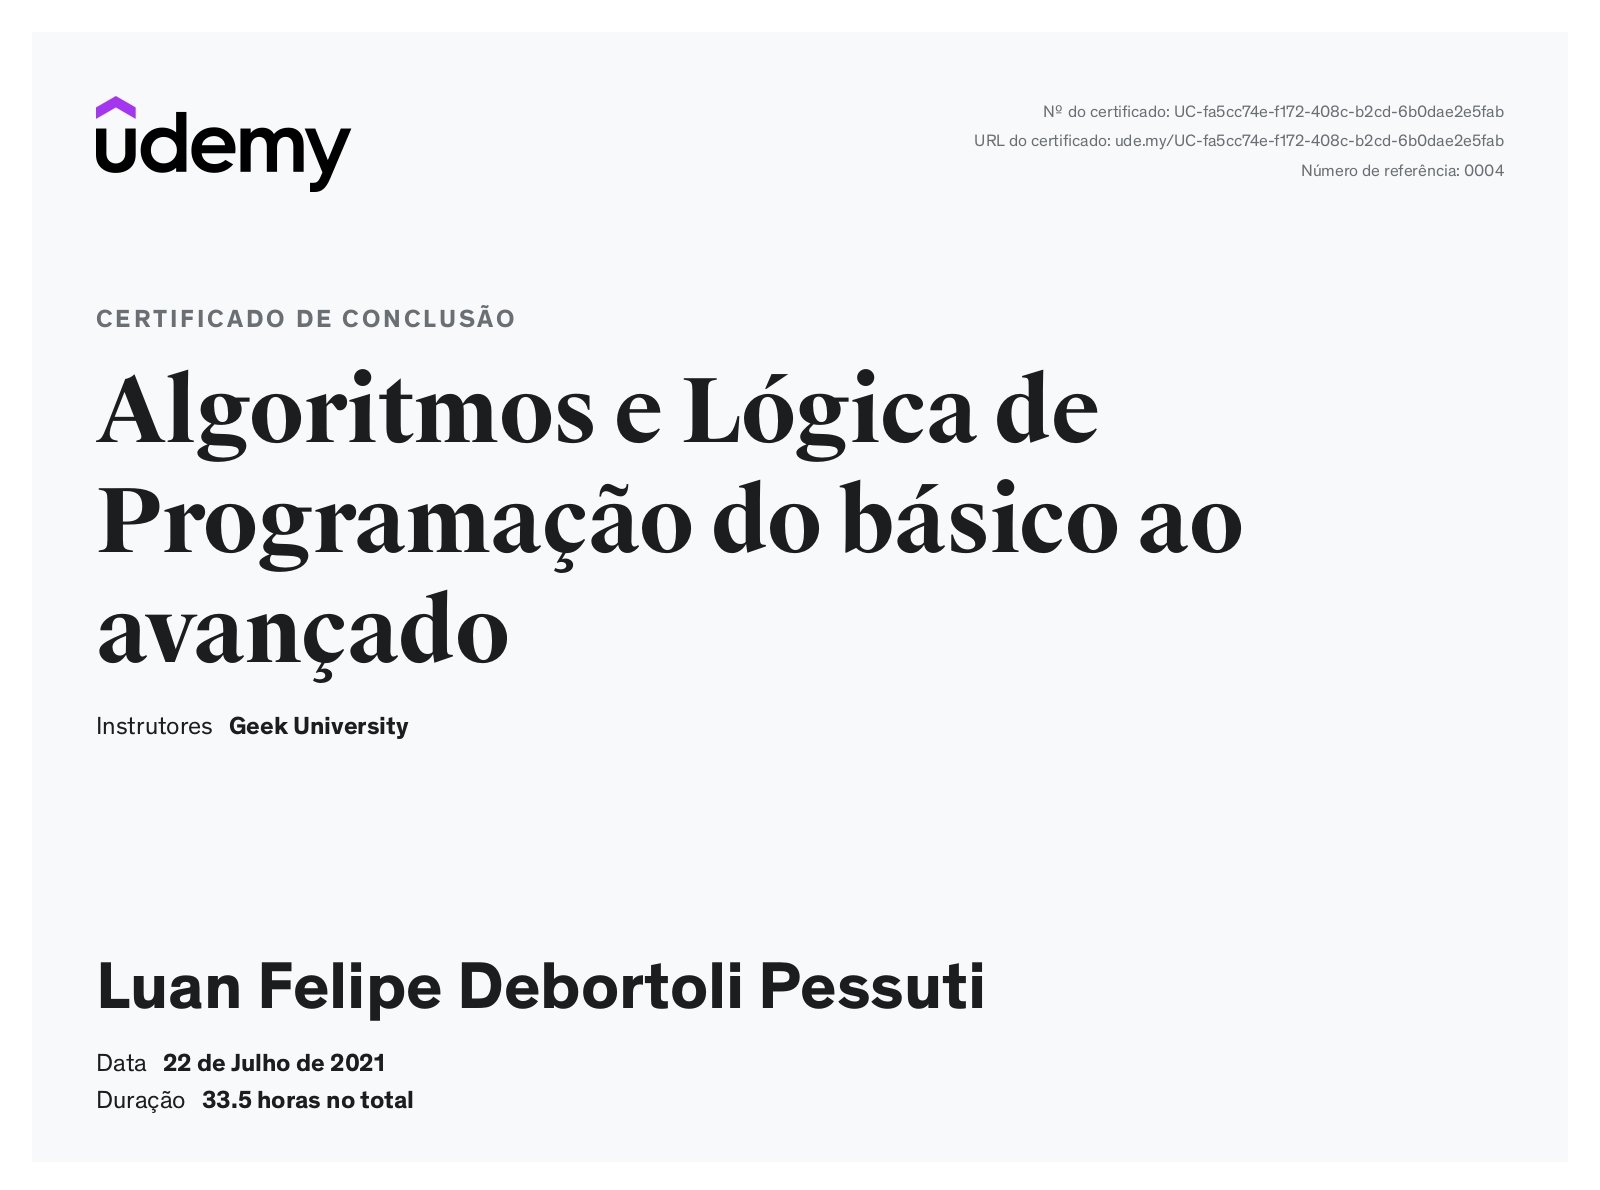 udemy
Nº do certificado: UC-fa5cc74e-f172-408c-b2cd-6b0dae2e5fab
URL do certificado: ude.my/UC-fa5cc74e-f172-408c-b2cd-6b0dae2e5fab
Número de referência: 0004
CERTIFICADO DE CONCLUSÃO
Algoritmos e Lógica de
Programação do básico ao
avançado
Instrutores Geek University
Luan Felipe Debortoli Pessuti
Data 22 de Julho de 2021
Duração 33.5 horas no total